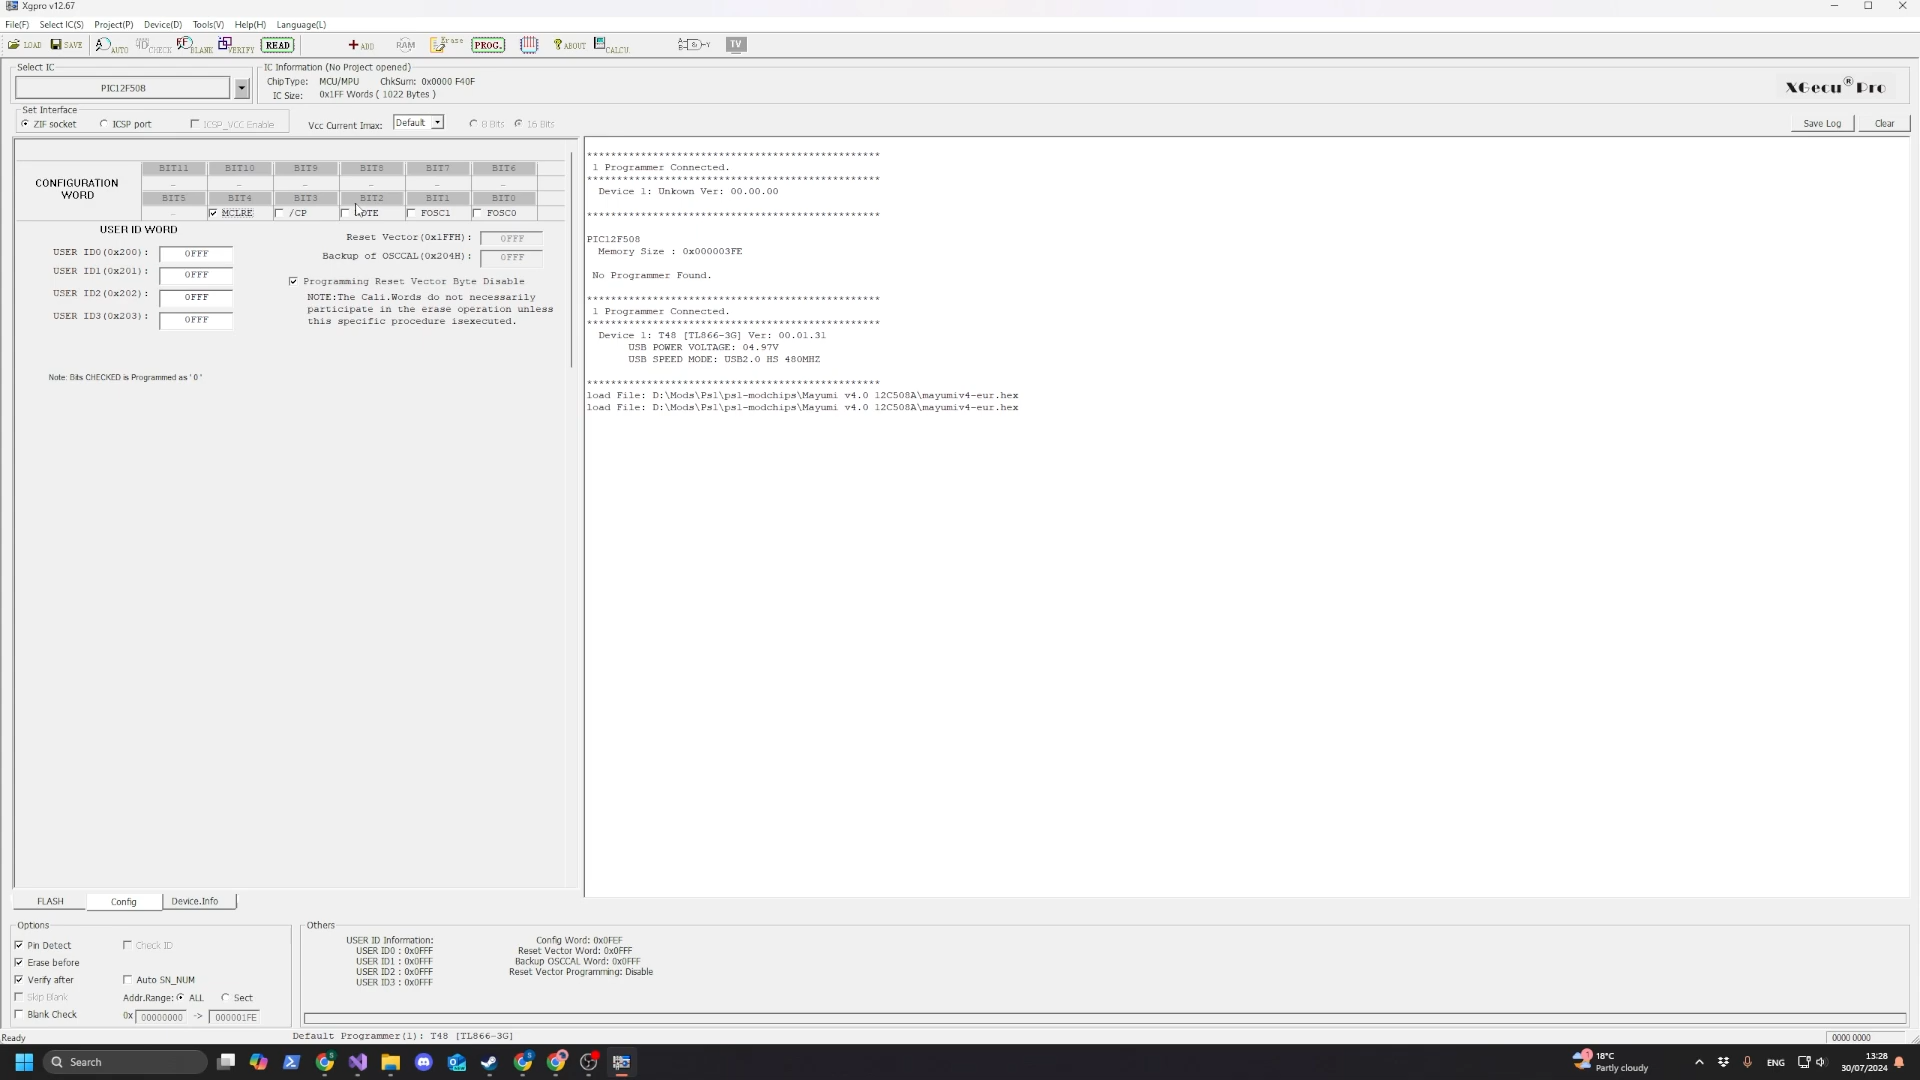 Xgpro v12.67
File(F) Select IC(S) Project(P) Device(D) Tools(V) Help(H) Language(L)
LOAD SAVE AUTO CHECK BLANK VERIFY READ ADD RAM Erase PROG. ABOUT CALCU. TV
Select IC
PIC12F508
IC Information (No Project opened)
ChipType: MCU/MPU ChkSum: 0x0000 F40F
IC Size: 0x1FF Words ( 1022 Bytes )
XGecu® Pro
Set Interface
ZIF socket ICSP port ICSP_VCC Enable
Vcc Current Imax: Default 8 Bits 16 Bits
Save Log Clear
CONFIGURATION WORD
BIT11 BIT10 BIT9 BIT8 BIT7 BIT6
— — — — — —
BIT5 BIT4 BIT3 BIT2 BIT1 BIT0
— MCLRE /CP FOSC1 FOSC0
USER ID WORD
USER ID0(0x200): 0FFF
USER ID1(0x201): 0FFF
USER ID2(0x202): 0FFF
USER ID3(0x203): 0FFF
Reset Vector(0x1FFH): 0FFF
Backup of OSCCAL(0x204H): 0FFF
Programming Reset Vector Byte Disable
NOTE:The Cali.Words do not necessarily
participate in the erase operation unless
this specific procedure isexecuted.
Note: Bits CHECKED is Programmed as ' 0 '
*************************************************
1 Programmer Connected.
*************************************************
Device 1: Unkown Ver: 00.00.00
*************************************************
PIC12F508
Memory Size : 0x000003FE
No Programmer Found.
*************************************************
1 Programmer Connected.
*************************************************
Device 1: T48 [TL866-3G] Ver: 00.01.31
USB POWER VOLTAGE: 04.97V
USB SPEED MODE: USB2.0 HS 480MHZ
*************************************************
load File: D:\Mods\Ps1\ps1-modchips\Mayumi v4.0 12C508A\mayumiv4-eur.hex
load File: D:\Mods\Ps1\ps1-modchips\Mayumi v4.0 12C508A\mayumiv4-eur.hex
FLASH Config Device.Info
Options
Pin Detect Check ID
Erase before
Verify after Auto SN_NUM
Skip Blank Addr.Range: ALL Sect
Blank Check 0x 00000000 -> 000001FE
Others
USER ID Information:
USER ID0 : 0x0FFF
USER ID1 : 0x0FFF
USER ID2 : 0x0FFF
USER ID3 : 0x0FFF
Config Word: 0x0FEF
Reset Vector Word: 0x0FFF
Backup OSCCAL Word: 0x0FFF
Reset Vector Programming: Disable
Ready Default Programmer(1): T48 [TL866-3G] 0000 0000
Search
18°C
Partly cloudy
ENG
13:28
30/07/2024